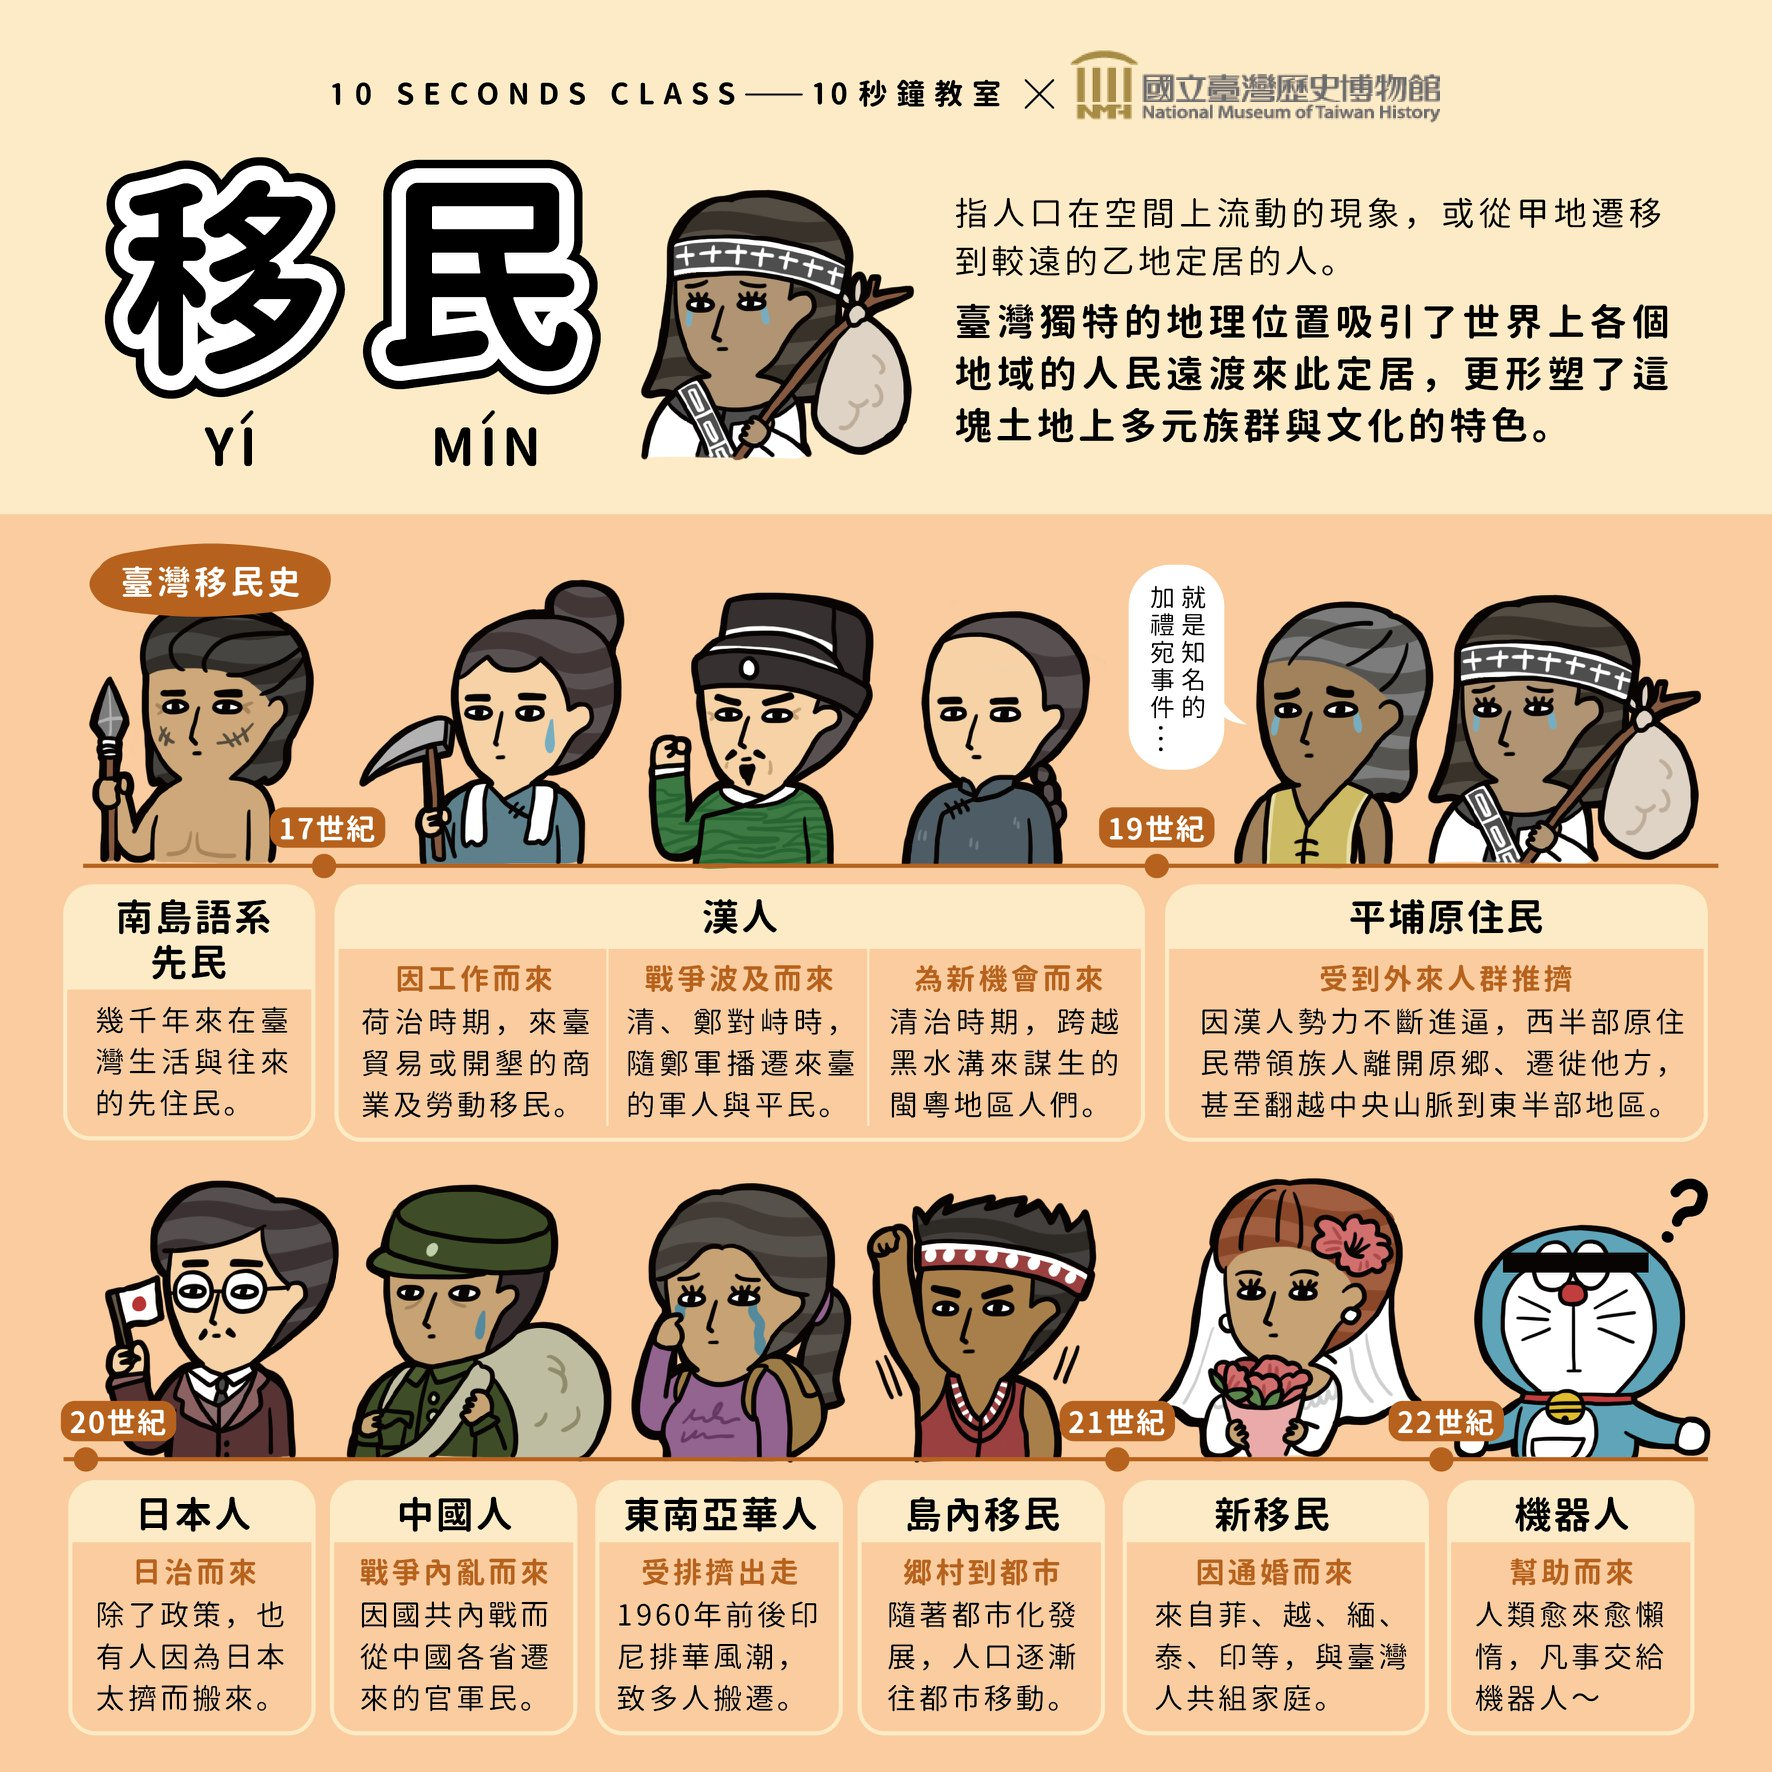 10 SECONDS CLASS——10秒鐘教室 × NMTH 國立臺灣歷史博物館
National Museum of Taiwan History
移民
YÍ MÍN
指人口在空間上流動的現象，或從甲地遷移
到較遠的乙地定居的人。
臺灣獨特的地理位置吸引了世界上各個
地域的人民遠渡來此定居，更形塑了這
塊土地上多元族群與文化的特色。
臺灣移民史
就是知名的
加禮宛事件…
17世紀
19世紀
南島語系
先民
幾千年來在臺
灣生活與往來
的先住民。
漢人
因工作而來
荷治時期，來臺
貿易或開墾的商
業及勞動移民。
戰爭波及而來
清、鄭對峙時，
隨鄭軍播遷來臺
的軍人與平民。
為新機會而來
清治時期，跨越
黑水溝來謀生的
閩粵地區人們。
平埔原住民
受到外來人群推擠
因漢人勢力不斷進逼，西半部原住
民帶領族人離開原鄉、遷徙他方，
甚至翻越中央山脈到東半部地區。
?
20世紀
21世紀
22世紀
日本人
日治而來
除了政策，也
有人因為日本
太擠而搬來。
中國人
戰爭內亂而來
因國共內戰而
從中國各省遷
來的官軍民。
東南亞華人
受排擠出走
1960年前後印
尼排華風潮，
致多人搬遷。
島內移民
鄉村到都市
隨著都市化發
展，人口逐漸
往都市移動。
新移民
因通婚而來
來自菲、越、緬、
泰、印等，與臺灣
人共組家庭。
機器人
幫助而來
人類愈來愈懶
惰，凡事交給
機器人～